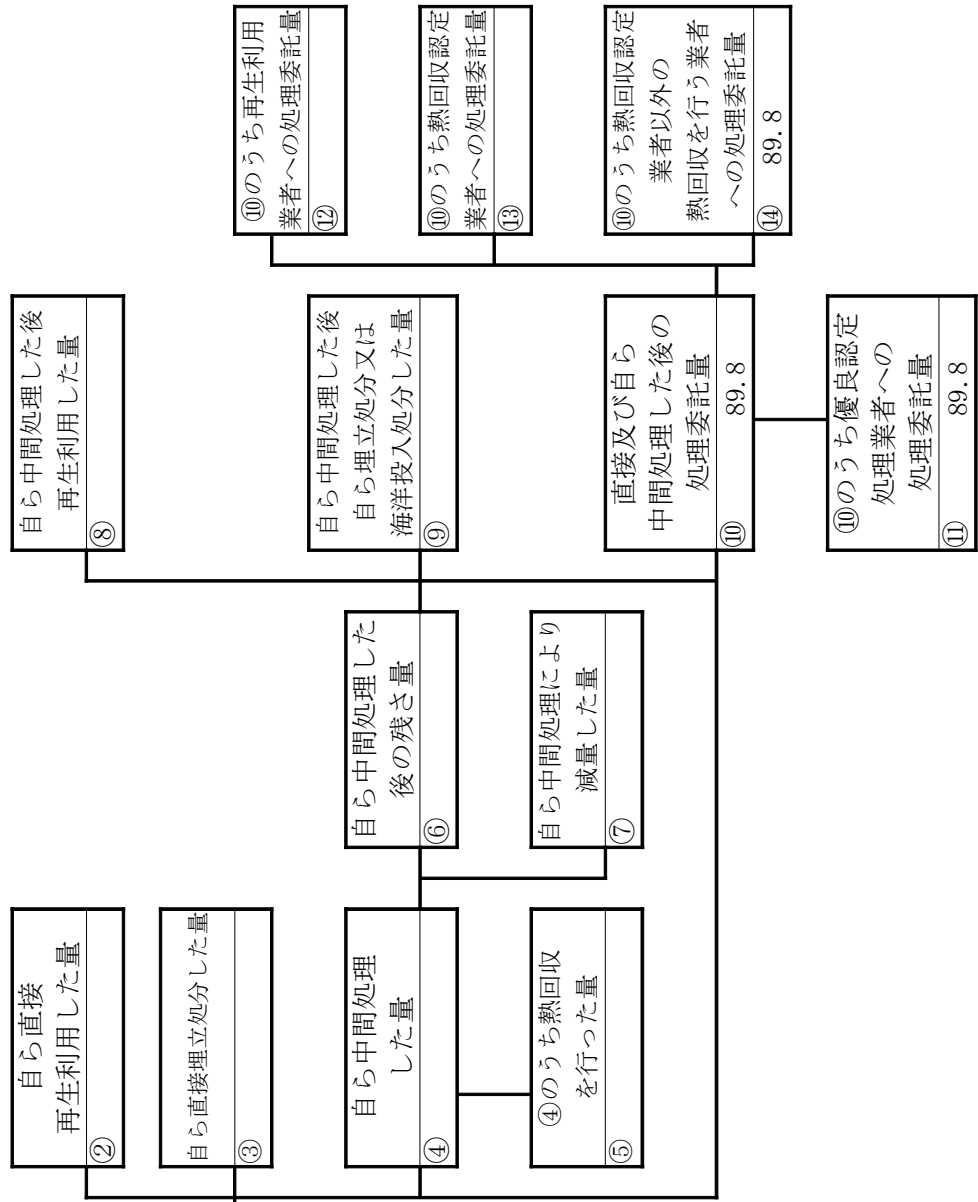 自ら直接
再生利用した量
②
自ら直接埋立処分した量
③
自ら中間処理
した量
④
④のうち熱回収
を行った量
⑤
自ら中間処理した
後の残さ量
⑥
自ら中間処理により
減量した量
⑦
自ら中間処理した後
再生利用した量
⑧
自ら中間処理した後
自ら埋立処分又は
海洋投入処分した量
⑨
直接及び自ら
中間処理した後の
処理委託量
⑩ 89.8
⑩のうち優良認定
処理業者への
処理委託量
⑪ 89.8
⑩のうち再生利用
業者への処理委託量
⑫
⑩のうち熱回収認定
業者への処理委託量
⑬
⑩のうち熱回収認定
業者以外の
熱回収を行う業者
への処理委託量
⑭ 89.8